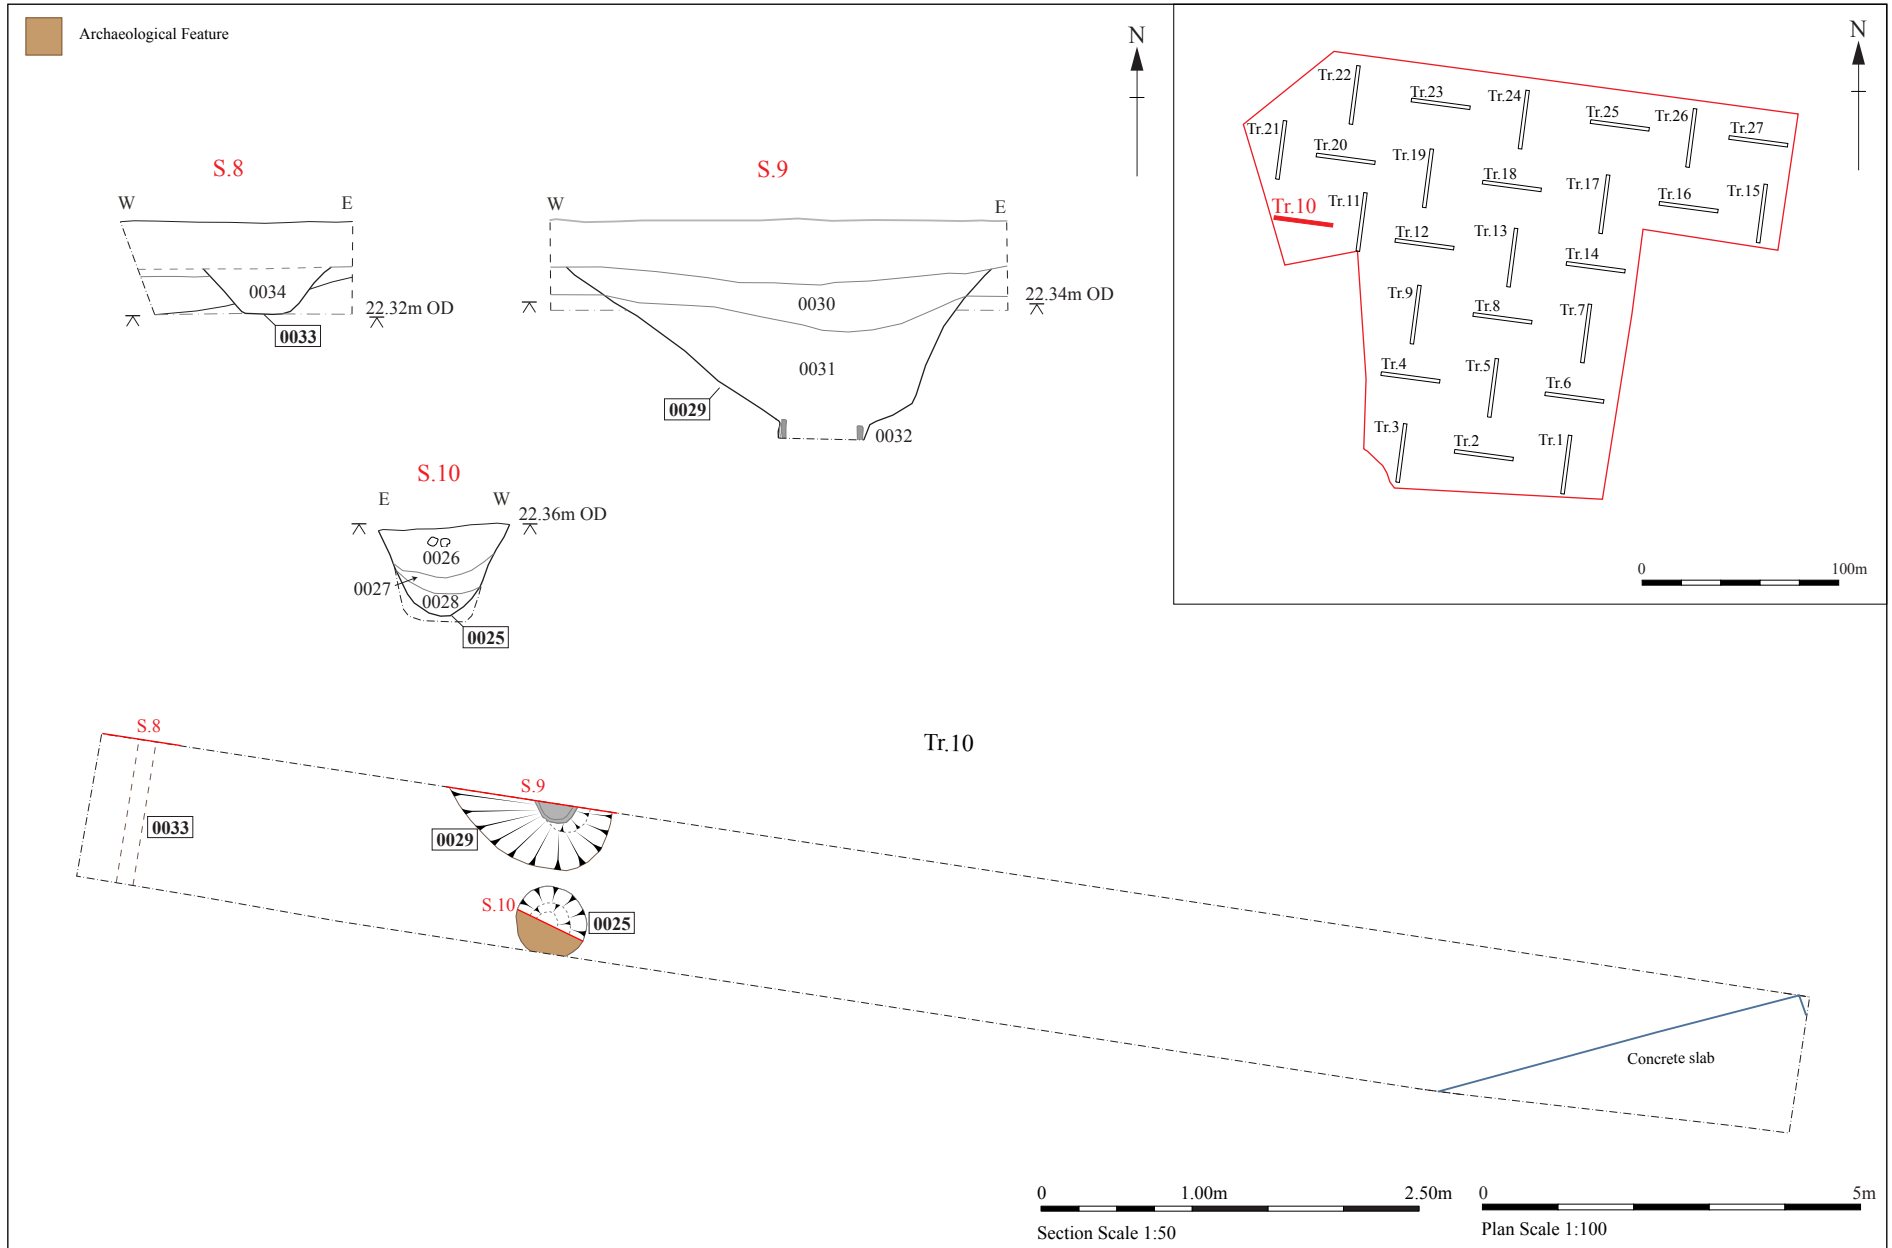 Archaeological Feature
N
S.8
W
E
0034
22.32m OD
0033
S.9
W
E
0030
22.34m OD
0031
0029
0032
S.10
E
W
22.36m OD
0026
0027
0028
0025
N
Tr.22
Tr.23
Tr.24
Tr.25
Tr.26
Tr.27
Tr.21
Tr.20
Tr.19
Tr.18
Tr.17
Tr.16
Tr.15
Tr.10
Tr.11
Tr.12
Tr.13
Tr.14
Tr.9
Tr.8
Tr.7
Tr.4
Tr.5
Tr.6
Tr.3
Tr.2
Tr.1
0
100m
Tr.10
S.8
0033
S.9
0029
S.10
0025
Concrete slab
0
1.00m
2.50m
Section Scale 1:50
0
5m
Plan Scale 1:100